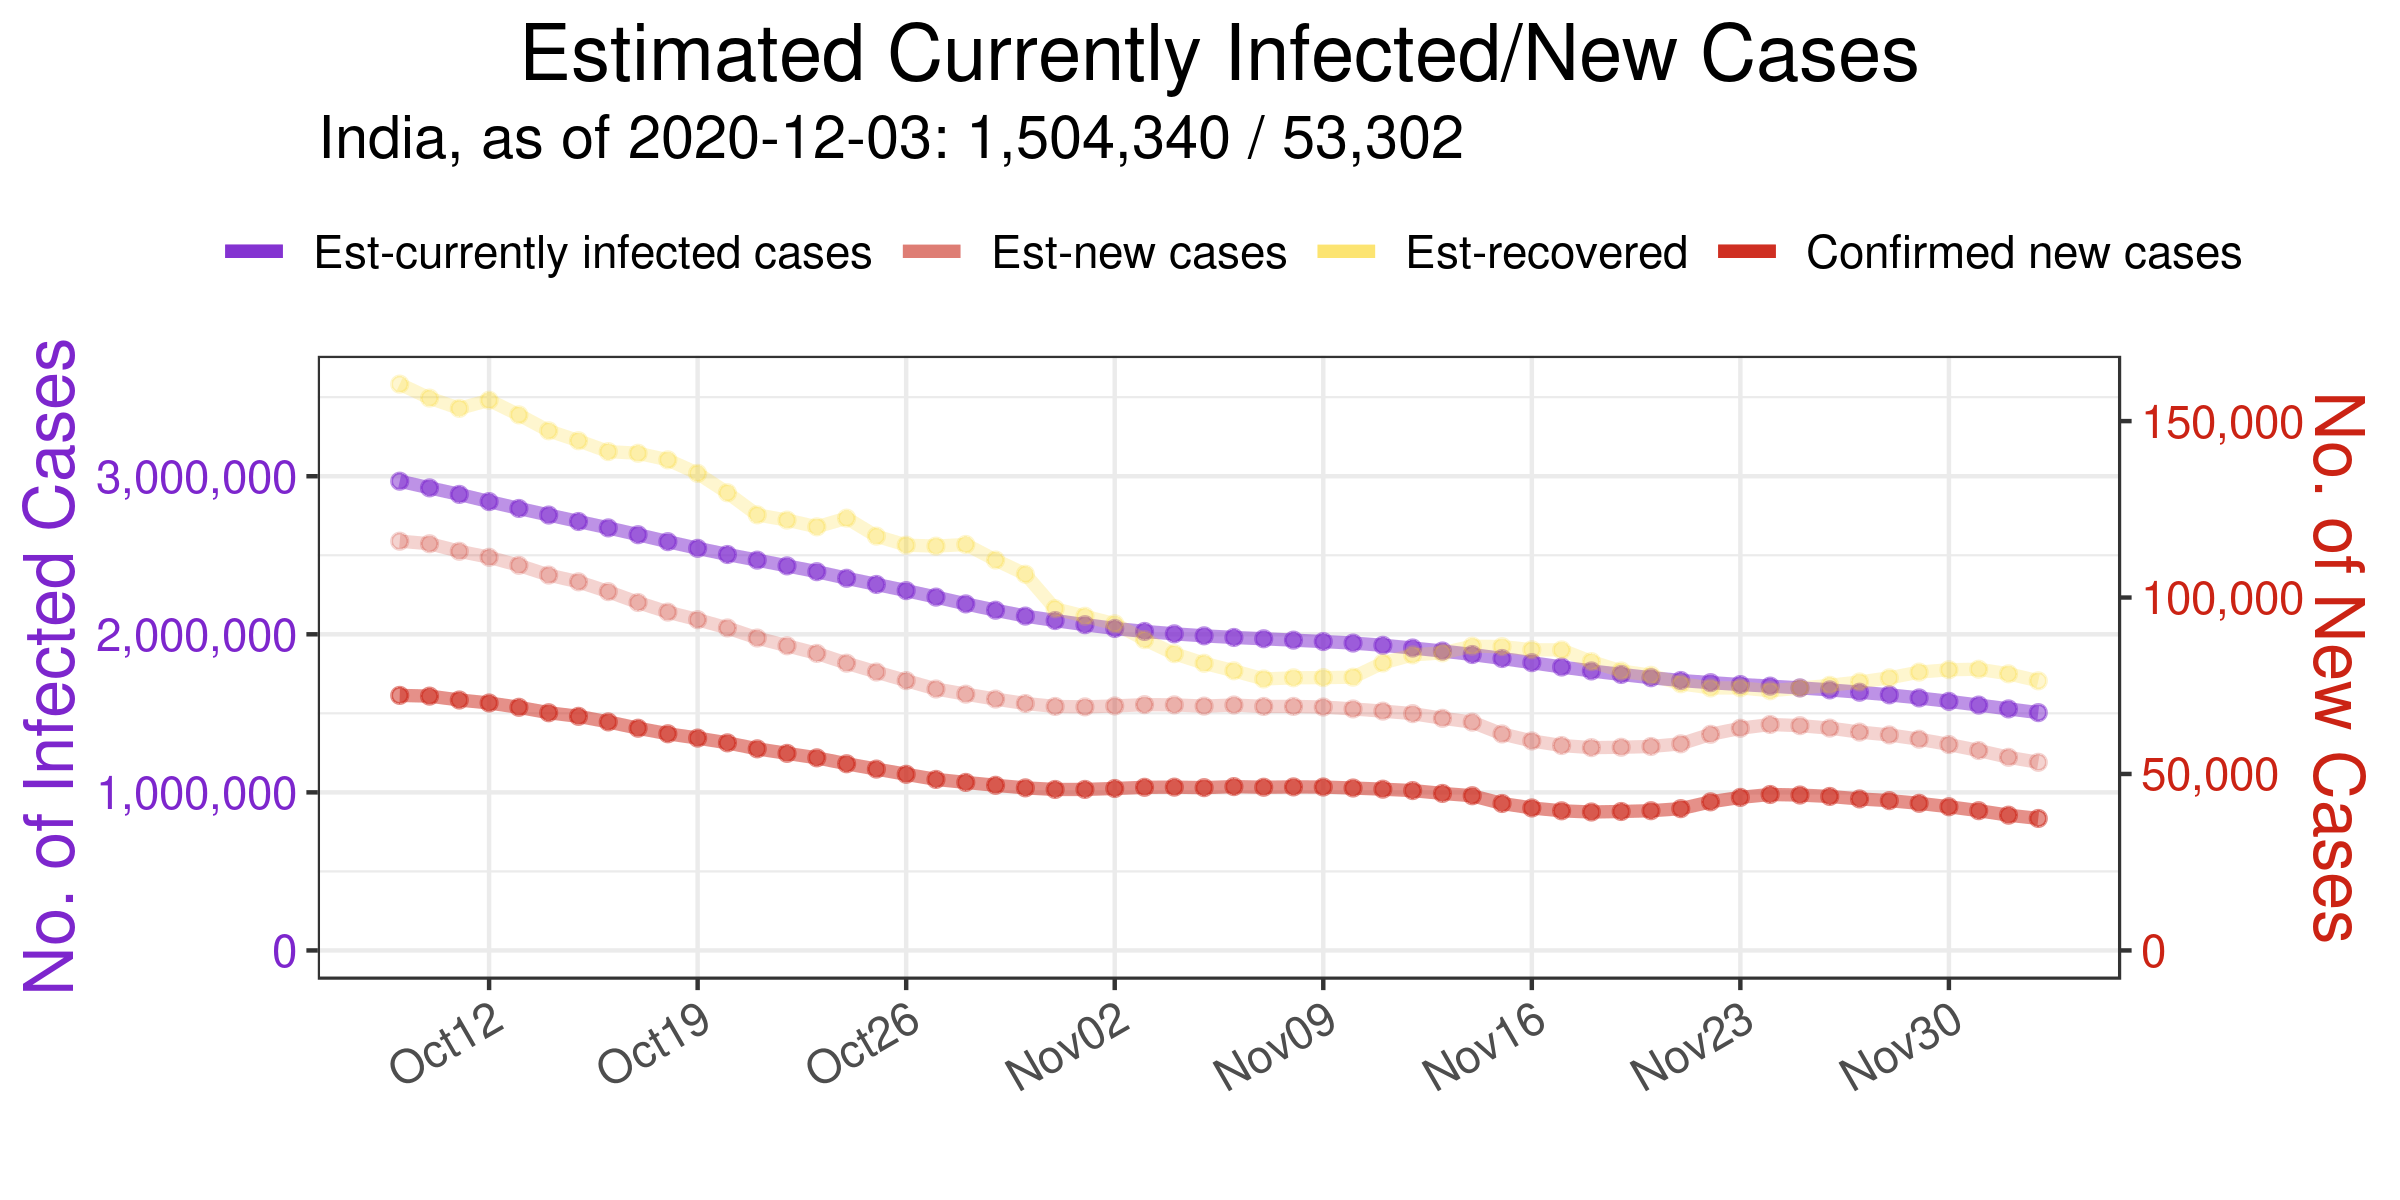 Estimated Currently Infected/New Cases
India, as of 2020-12-03: 1,504,340 / 53,302
Est-currently infected cases Est-new cases Est-recovered Confirmed new cases
No. of Infected Cases
3,000,000
2,000,000
1,000,000
0
150,000
100,000
50,000
0
No. of New Cases
Oct12 Oct19 Oct26 Nov02 Nov09 Nov16 Nov23 Nov30